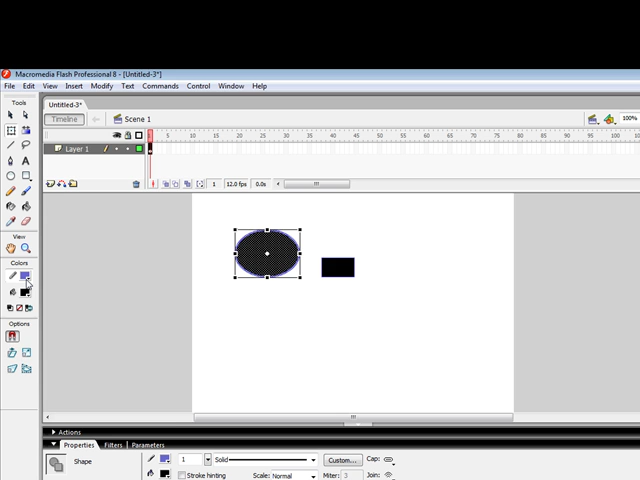 Macromedia Flash Professional 8 - [Untitled-3*]
File Edit View Insert Modify Text Commands Control Window Help
Tools
Untitled-3*
Timeline Scene 1 100%
5 10 15 20 25 30 35 40 45 50 55 60 65 70 75 80 85 90 95 100
Layer 1
1 12.0 fps 0.0s
View
Colors
Options
Actions
Properties Filters Parameters
Shape 1 Solid Custom... Cap:
Stroke hinting Scale: Normal Miter: 3 Join: